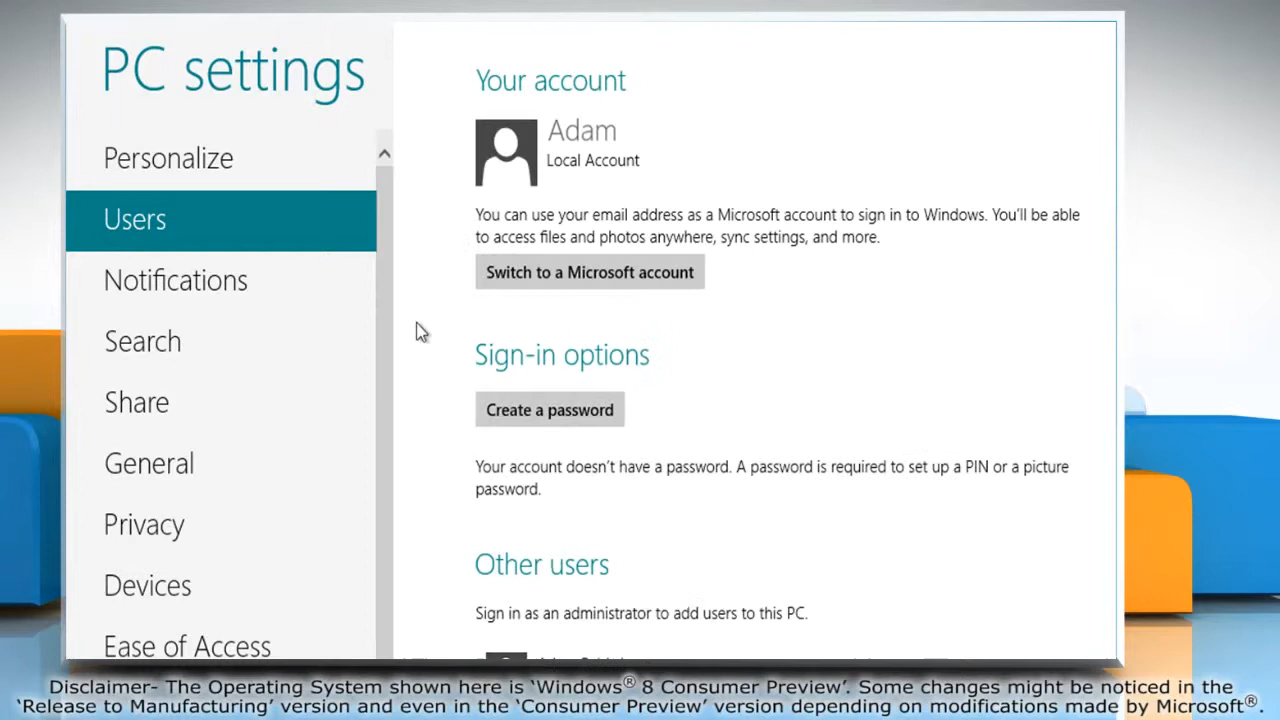 PC settings
Personalize
Users
Notifications
Search
Share
General
Privacy
Devices
Ease of Access
Your account
Adam
Local Account
You can use your email address as a Microsoft account to sign in to Windows. You'll be able
to access files and photos anywhere, sync settings, and more.
Switch to a Microsoft account
Sign-in options
Create a password
Your account doesn't have a password. A password is required to set up a PIN or a picture
password.
Other users
Sign in as an administrator to add users to this PC.
Disclaimer- The Operating System shown here is 'Windows® 8 Consumer Preview'. Some changes might be noticed in the
'Release to Manufacturing' version and even in the 'Consumer Preview' version depending on modifications made by Microsoft®.